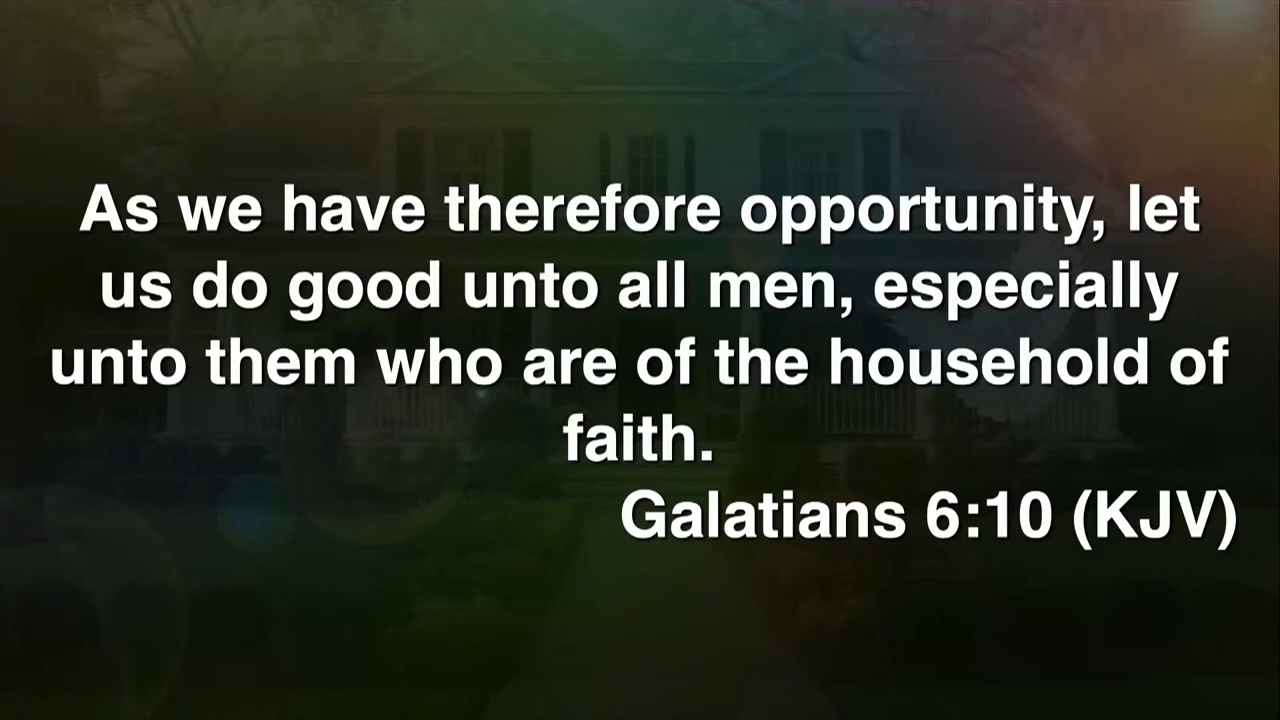 As we have therefore opportunity, let
us do good unto all men, especially
unto them who are of the household of
faith.
Galatians 6:10 (KJV)